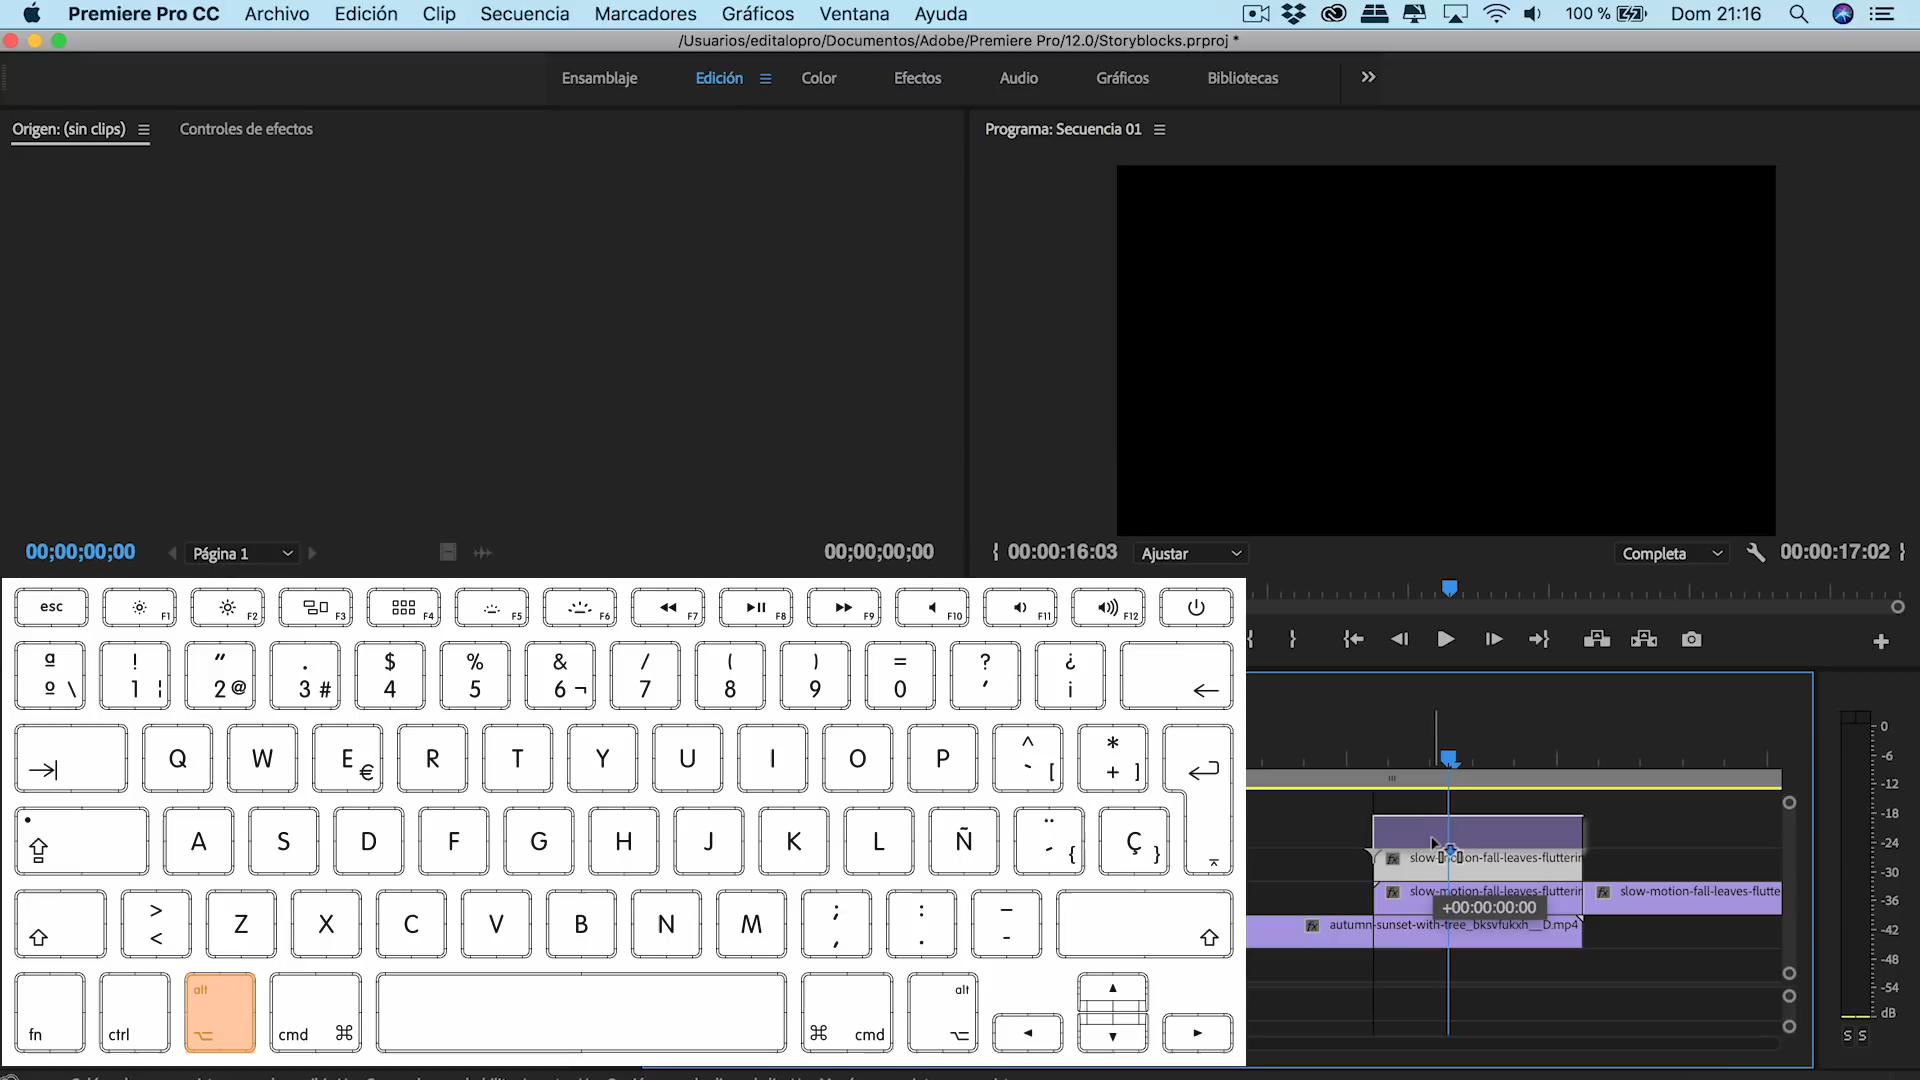 Premiere Pro CC Archivo Edición Clip Secuencia Marcadores Gráficos Ventana Ayuda 100 % Dom 21:16
/Usuarios/editalopro/Documentos/Adobe/Premiere Pro/12.0/Storyblocks.prproj *
Ensamblaje Edición Color Efectos Audio Gráficos Bibliotecas
Origen: (sin clips) Controles de efectos
Programa: Secuencia 01
00;00;00;00 Página 1 00;00;00;00
00:00:16:03 Ajustar Completa 00:00:17:02
esc F1 F2 F3 F4 F5 F6 F7 F8 F9 F10 F11 F12
ª ! “ . $ % & / ( ) = ? ¿
º \ 1 ¦ 2 @ 3 # 4 5 6 ¬ 7 8 9 0 ' ¡
Q W E € R T Y U I O P ^ ` [ * + ]
A S D F G H J K L Ñ ¨ ´ { Ç }
> < Z X C V B N M ; , : . _ -
fn ctrl alt cmd ⌘ ⌘ cmd alt
slow-motion-fall-leaves-flutterin
slow-motion-fall-leaves-flutte
+00:00:00:00
autumn-sunset-with-tree_bksvfukxh__D.mp4
0
-6
-12
-18
-24
-30
-36
-42
-48
-54
dB
S S